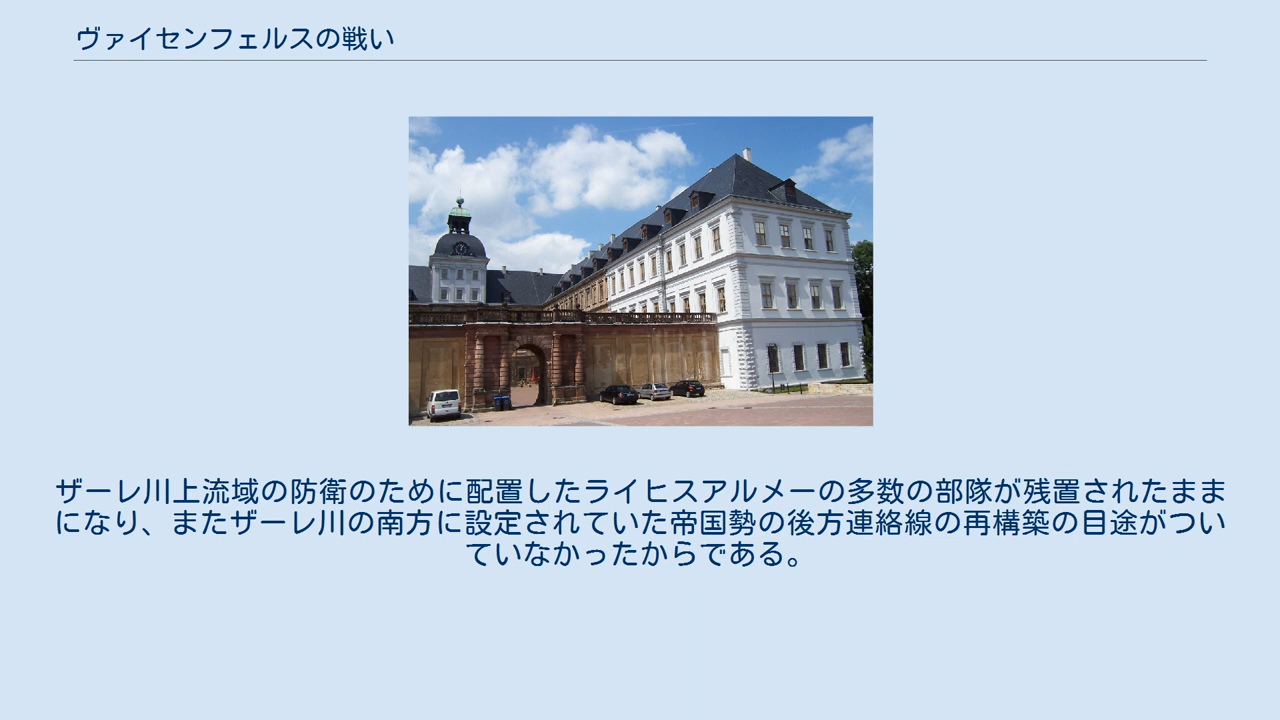 ヴァイセンフェルスの戦い
ザーレ川上流域の防衛のために配置したライヒスアルメーの多数の部隊が残置されたまま
になり、またザーレ川の南方に設定されていた帝国勢の後方連絡線の再構築の目途がつい
ていなかったからである。